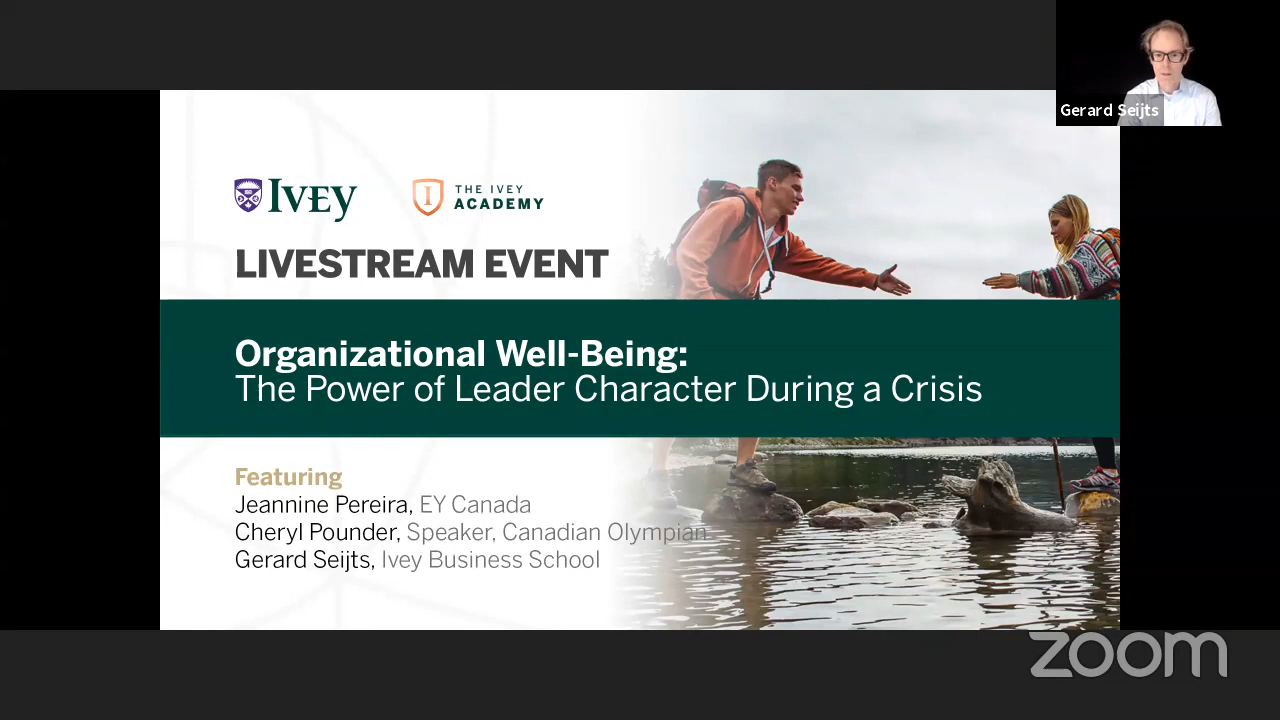 Gerard Seijts
IVEY
THE IVEY
ACADEMY
LIVESTREAM EVENT
Organizational Well-Being:
The Power of Leader Character During a Crisis
Featuring
Jeannine Pereira, EY Canada
Cheryl Pounder, Speaker, Canadian Olympian
Gerard Seijts, Ivey Business School
zoom